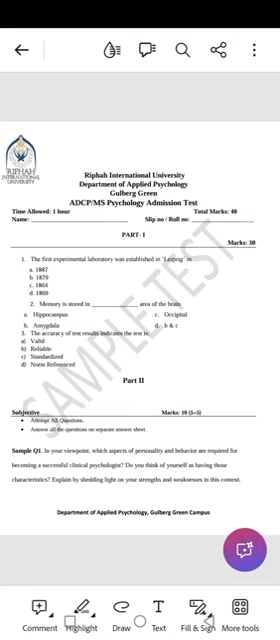 RIPHAH
INTERNATIONAL
UNIVERSITY
Riphah International University
Department of Applied Psychology
Gulberg Green
ADCP/MS Psychology Admission Test
Time Allowed: 1 hour Total Marks: 40
Name: Slip no / Roll no:
PART- I
Marks: 30
1. The first experimental laboratory was established in Leipzig in
a. 1887
b. 1879
c. 1864
d. 1869
2. Memory is stored in ____________ area of the brain
a. Hippocampus c. Occipital
b. Amygdala d. b & c
3. The accuracy of test results indicates the test is:
a) Valid
b) Reliable
c) Standardized
d) Norm Referenced
Part II
Subjective Marks: 10 (5+5)
• Attempt All Questions.
• Answer all the questions on separate answer sheet.
Sample Q1. In your viewpoint, which aspects of personality and behavior are required for
becoming a successful clinical psychologist? Do you think of yourself as having those
characteristics? Explain by shedding light on your strengths and weaknesses in this context.
Department of Applied Psychology, Gulberg Green Campus
SAMPLE TEST
Comment Highlight Draw Text Fill & Sign More tools